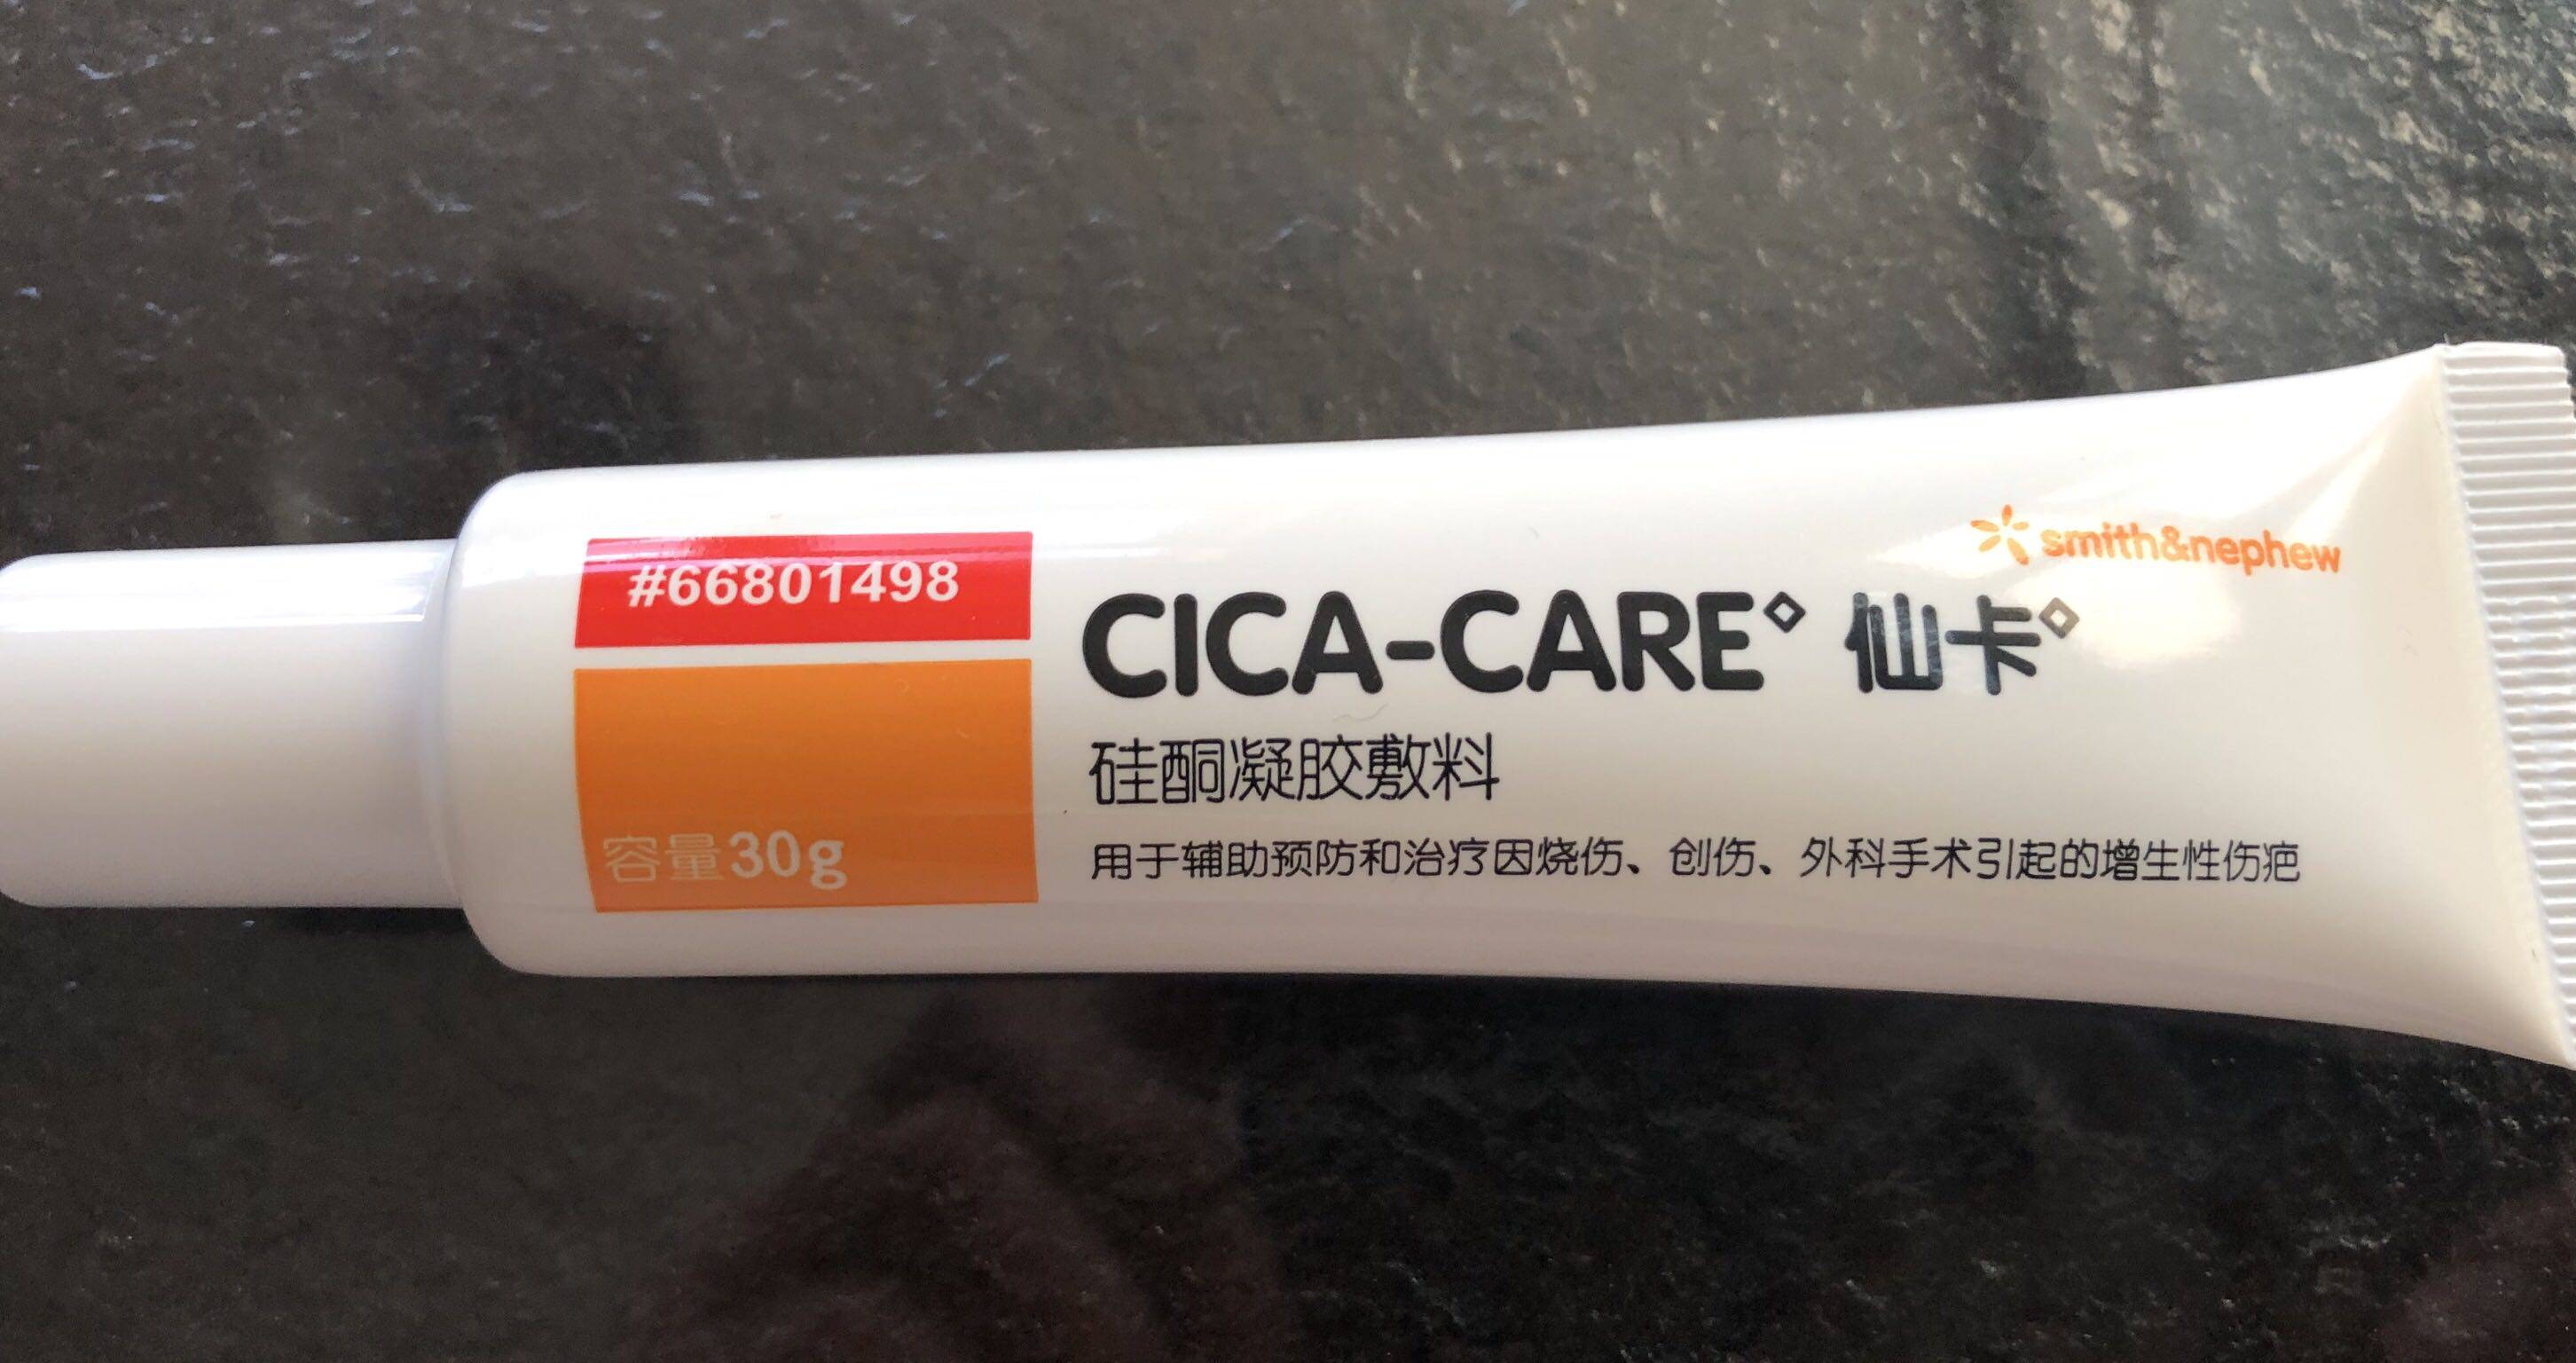 smith&nephew
#66801498
CICA-CARE◇ 仙卡◇
硅酮凝胶敷料
容量30g
用于辅助预防和治疗因烧伤、创伤、外科手术引起的增生性伤疤